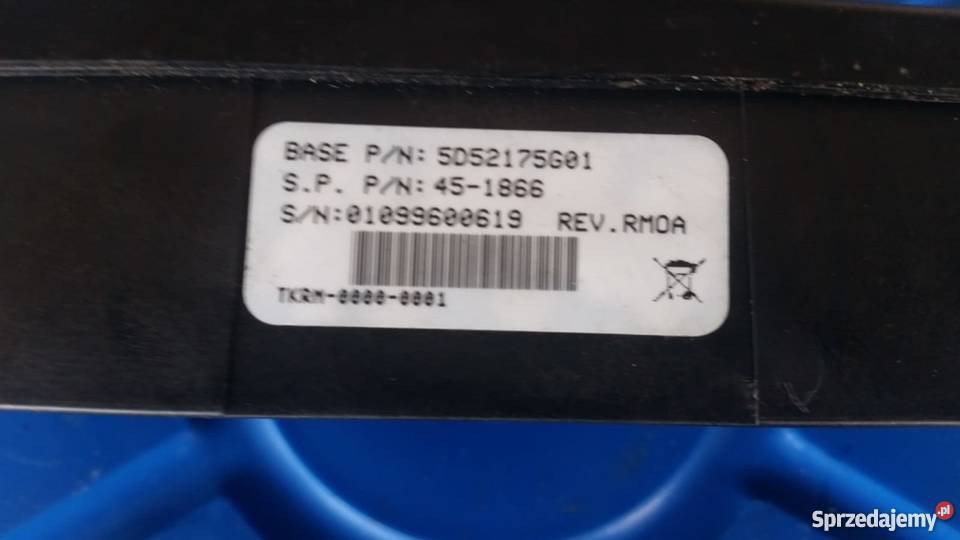 BASE P/N: 5D52175G01
S.P. P/N: 45-1866
S/N:01099600619 REV.RMOA
TKRM-0000-0001
Sprzedajemy.pl